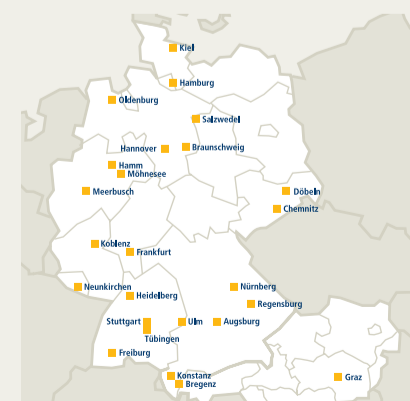 Kiel
Hamburg
Oldenburg
Salzwedel
Hannover
Braunschweig
Hamm
Möhnesee
Meerbusch
Döbeln
Chemnitz
Koblenz
Frankfurt
Neunkirchen
Heidelberg
Nürnberg
Regensburg
Stuttgart
Ulm
Augsburg
Tübingen
Freiburg
Konstanz
Bregenz
Graz